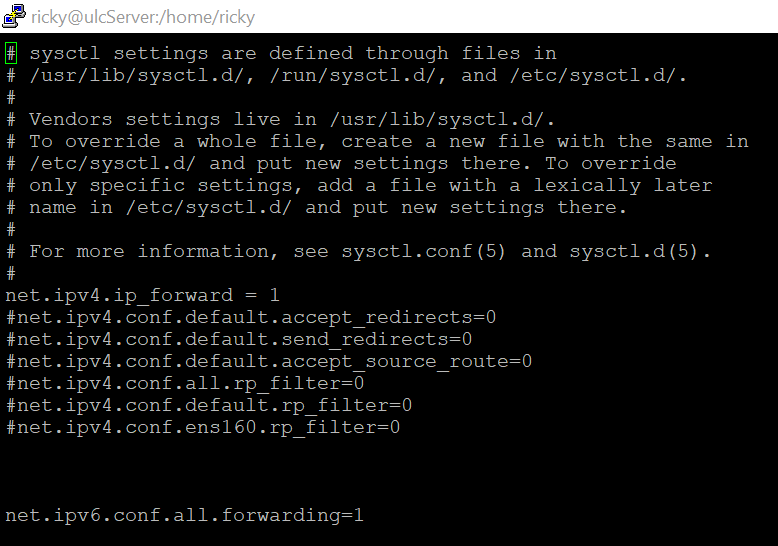 ricky@ulcServer:/home/ricky
# sysctl settings are defined through files in
# /usr/lib/sysctl.d/, /run/sysctl.d/, and /etc/sysctl.d/.
#
# Vendors settings live in /usr/lib/sysctl.d/.
# To override a whole file, create a new file with the same in
# /etc/sysctl.d/ and put new settings there. To override
# only specific settings, add a file with a lexically later
# name in /etc/sysctl.d/ and put new settings there.
#
# For more information, see sysctl.conf(5) and sysctl.d(5).
#
net.ipv4.ip_forward = 1
#net.ipv4.conf.default.accept_redirects=0
#net.ipv4.conf.default.send_redirects=0
#net.ipv4.conf.default.accept_source_route=0
#net.ipv4.conf.all.rp_filter=0
#net.ipv4.conf.default.rp_filter=0
#net.ipv4.conf.ens160.rp_filter=0
net.ipv6.conf.all.forwarding=1